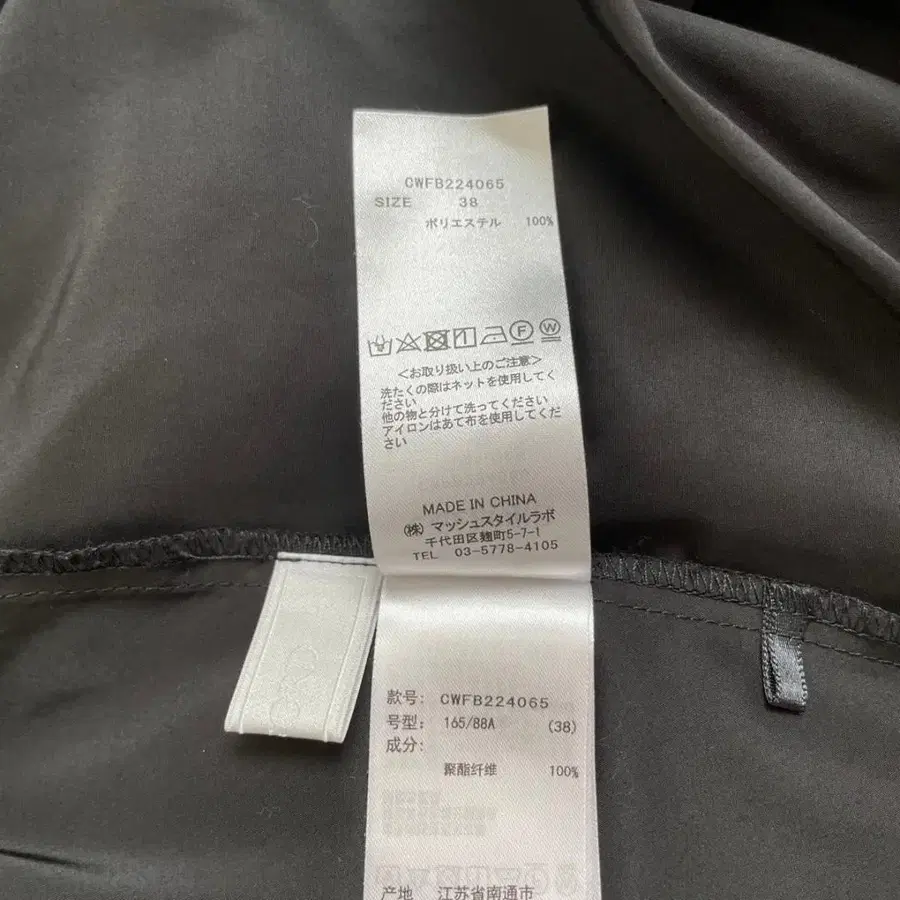 CWFB224065
SIZE 38
ポリエステル 100%
F W
<お取り扱い上のご注意>
洗たくの際はネットを使用してく
ださい
他の物と分けて洗ってください
アイロンはあて布を使用してくだ
さい
MADE IN CHINA
(株) マッシュスタイルラボ
千代田区麹町5-7-1
TEL 03-5778-4105
款号: CWFB224065
号型: 165/88A (38)
成分:
聚酯纤维 100%
产地 江苏省南通市